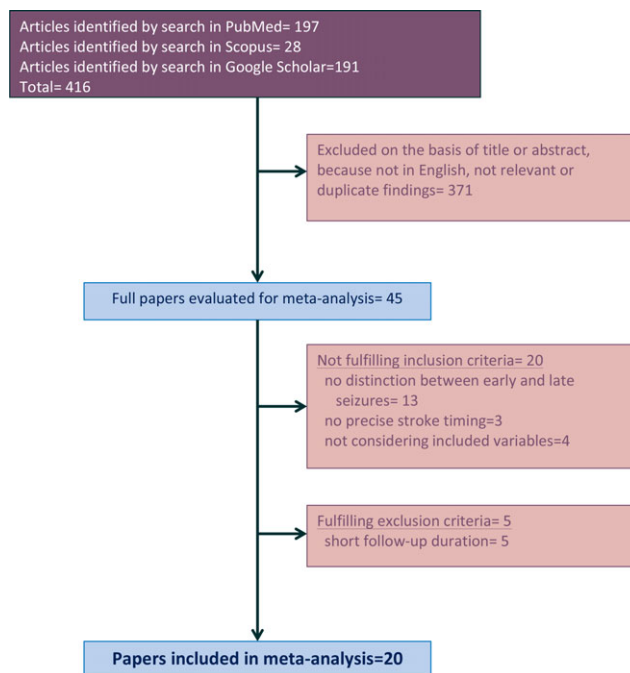 Articles identified by search in PubMed= 197
Articles identified by search in Scopus= 28
Articles identified by search in Google Scholar=191
Total= 416
Excluded on the basis of title or abstract,
because not in English, not relevant or
duplicate findings= 371
Full papers evaluated for meta-analysis= 45
Not fulfilling inclusion criteria= 20
no distinction between early and late
seizures= 13
no precise stroke timing=3
not considering included variables=4
Fulfilling exclusion criteria= 5
short follow-up duration= 5
Papers included in meta-analysis=20